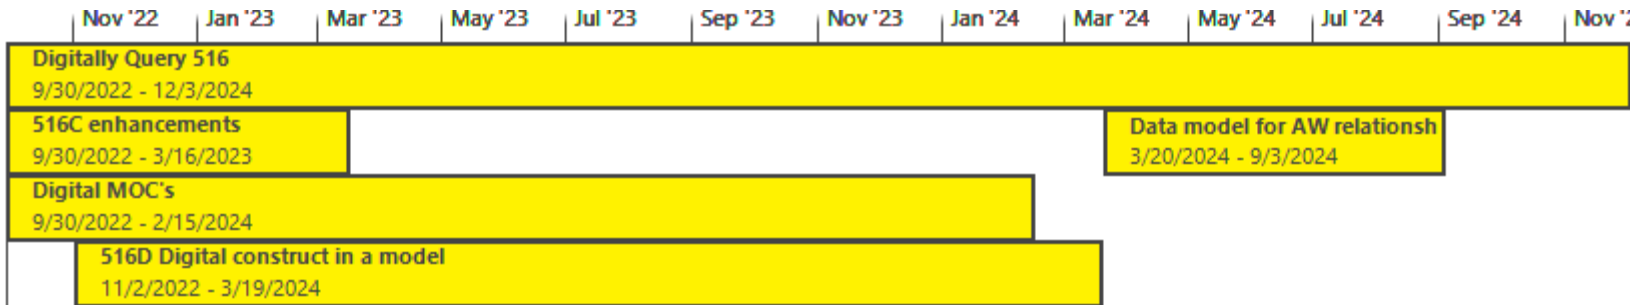 Nov '22 Jan '23 Mar '23 May '23 Jul '23 Sep '23 Nov '23 Jan '24 Mar '24 May '24 Jul '24 Sep '24 Nov '2
Digitally Query 516
9/30/2022 - 12/3/2024
516C enhancements
9/30/2022 - 3/16/2023
Data model for AW relationsh
3/20/2024 - 9/3/2024
Digital MOC's
9/30/2022 - 2/15/2024
516D Digital construct in a model
11/2/2022 - 3/19/2024